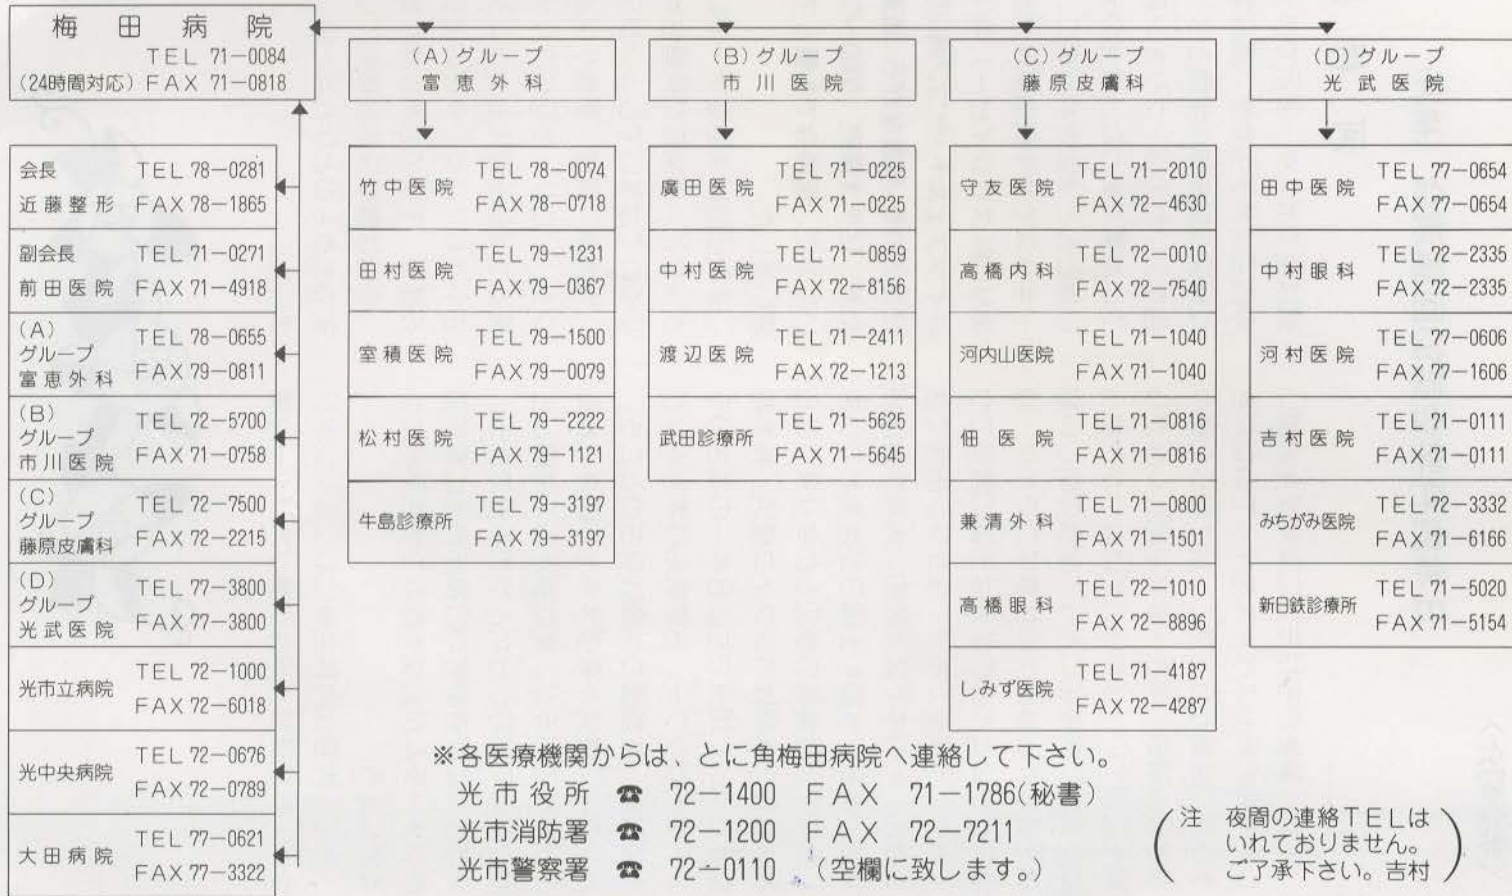 梅田病院
TEL 71-0084
(24時間対応) FAX 71-0818
(A)グループ
富恵外科
(B)グループ
市川医院
(C)グループ
藤原皮膚科
(D)グループ
光武医院
会長 TEL 78-0281
近藤整形 FAX 78-1865
副会長 TEL 71-0271
前田医院 FAX 71-4918
(A)
グループ
富恵外科
TEL 78-0655
FAX 79-0811
(B)
グループ
市川医院
TEL 72-5700
FAX 71-0758
(C)
グループ
藤原皮膚科
TEL 72-7500
FAX 72-2215
(D)
グループ
光武医院
TEL 77-3800
FAX 77-3800
光市立病院
TEL 72-1000
FAX 72-6018
光中央病院
TEL 72-0676
FAX 72-0789
大田病院
TEL 77-0621
FAX 77-3322
竹中医院
TEL 78-0074
FAX 78-0718
田村医院
TEL 79-1231
FAX 79-0367
室積医院
TEL 79-1500
FAX 79-0079
松村医院
TEL 79-2222
FAX 79-1121
牛島診療所
TEL 79-3197
FAX 79-3197
廣田医院
TEL 71-0225
FAX 71-0225
中村医院
TEL 71-0859
FAX 72-8156
渡辺医院
TEL 71-2411
FAX 72-1213
武田診療所
TEL 71-5625
FAX 71-5645
守友医院
TEL 71-2010
FAX 72-4630
高橋内科
TEL 72-0010
FAX 72-7540
河内山医院
TEL 71-1040
FAX 71-1040
佃医院
TEL 71-0816
FAX 71-0816
兼清外科
TEL 71-0800
FAX 71-1501
高橋眼科
TEL 72-1010
FAX 72-8896
しみず医院
TEL 71-4187
FAX 72-4287
田中医院
TEL 77-0654
FAX 77-0654
中村眼科
TEL 72-2335
FAX 72-2335
河村医院
TEL 77-0606
FAX 77-1606
吉村医院
TEL 71-0111
FAX 71-0111
みちがみ医院
TEL 72-3332
FAX 71-6166
新日鉄診療所
TEL 71-5020
FAX 71-5154
※各医療機関からは、とに角梅田病院へ連絡して下さい。
光市役所 ☎ 72-1400 FAX 71-1786(秘書)
光市消防署 ☎ 72-1200 FAX 72-7211
光市警察署 ☎ 72-0110 (空欄に致します。)
(注 夜間の連絡TELは
いれておりません。
ご了承下さい。吉村)